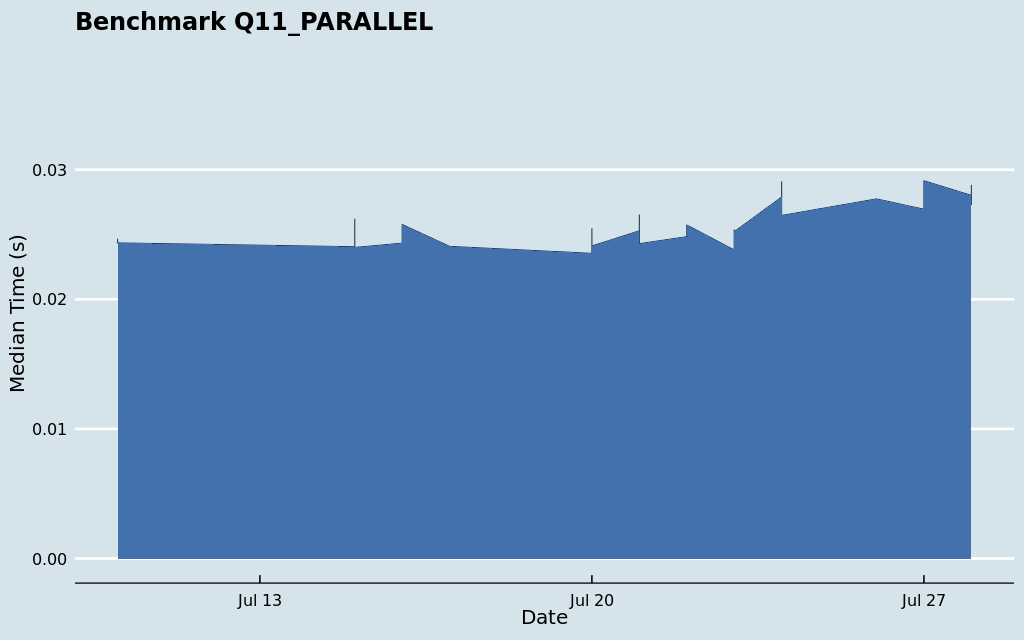 Benchmark Q11_PARALLEL
Median Time (s)
0.03
0.02
0.01
0.00
Jul 13
Jul 20
Jul 27
Date